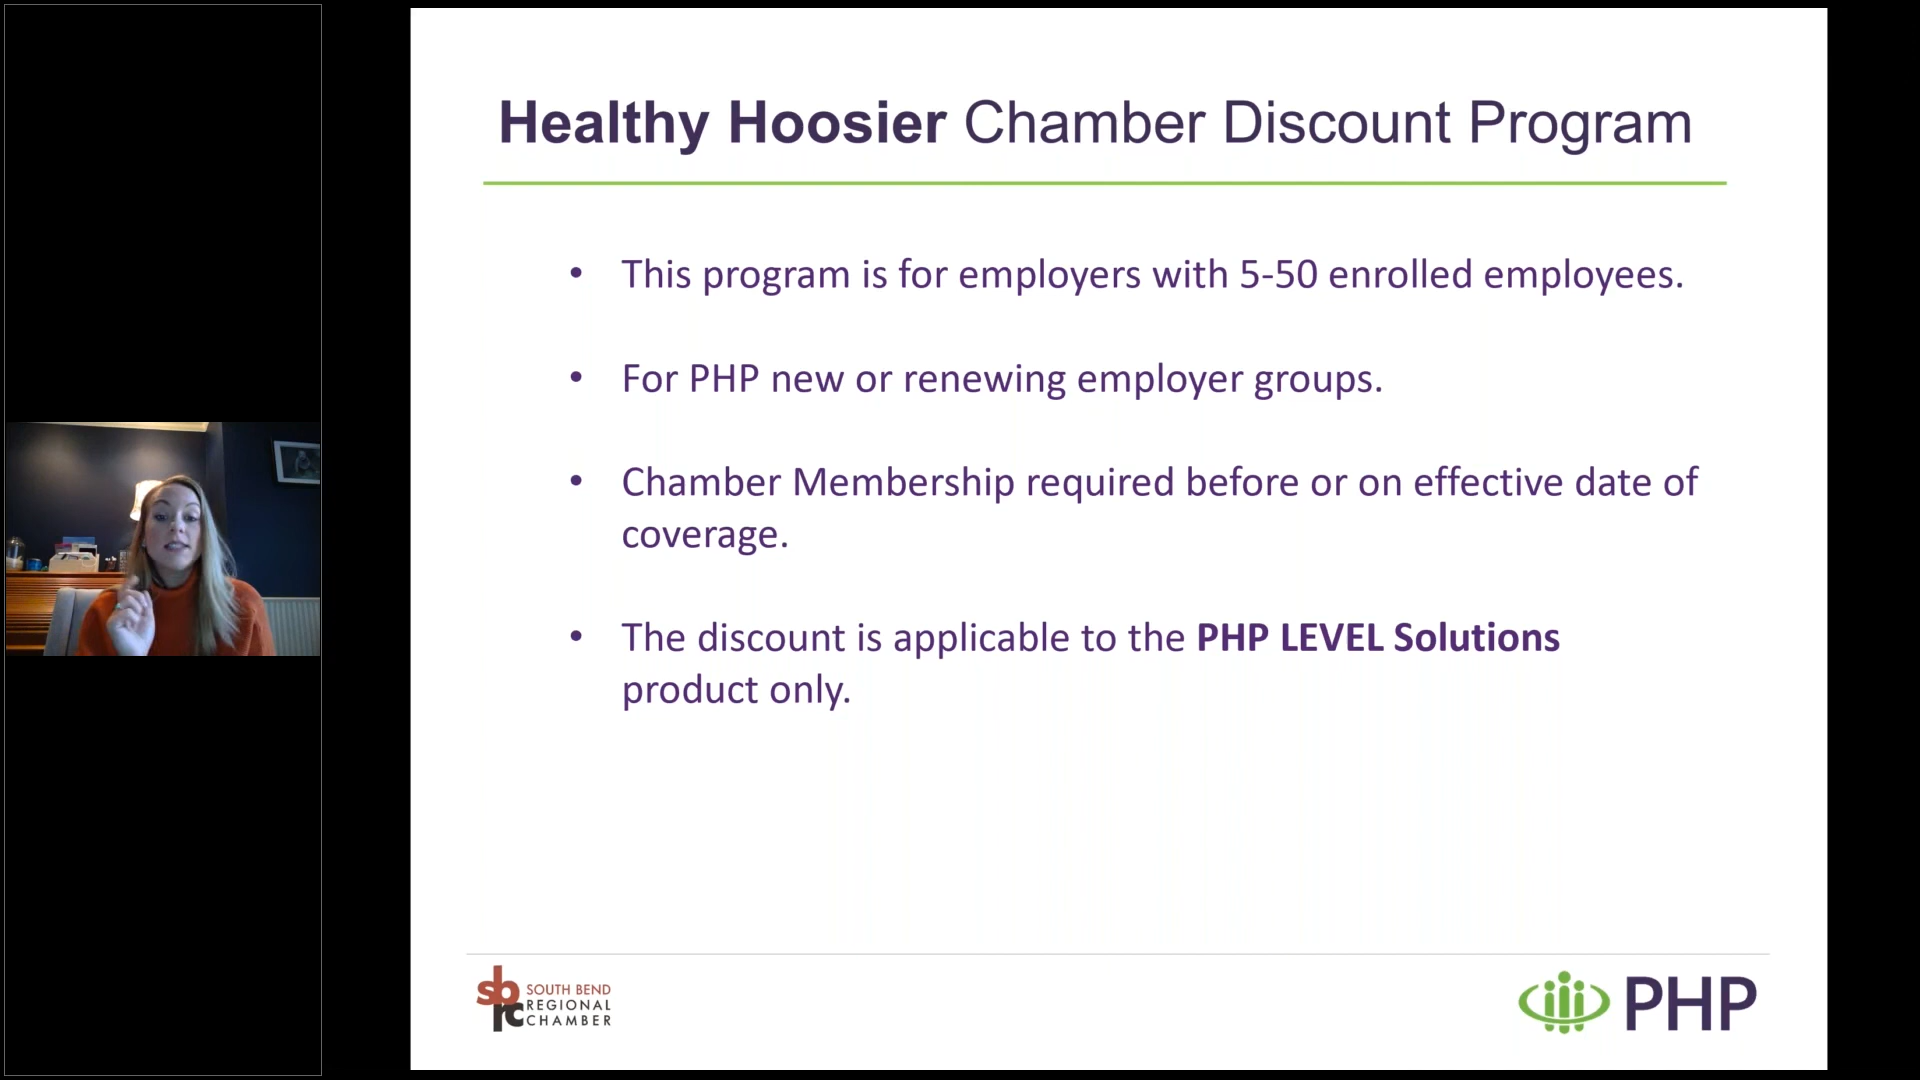 Healthy Hoosier Chamber Discount Program
• This program is for employers with 5-50 enrolled employees.
• For PHP new or renewing employer groups.
• Chamber Membership required before or on effective date of
coverage.
• The discount is applicable to the PHP LEVEL Solutions
product only.
sb
rc
SOUTH BEND
REGIONAL
CHAMBER
PHP